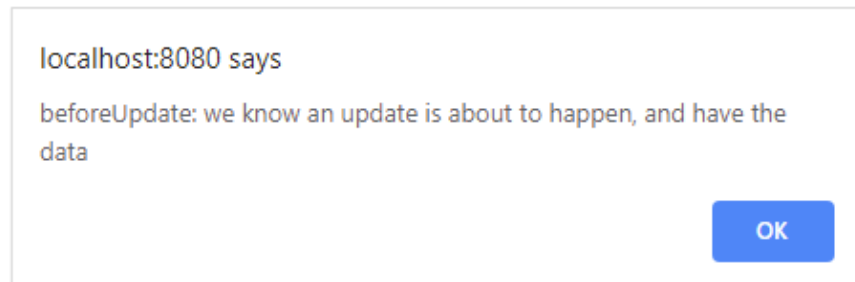 localhost:8080 says
beforeUpdate: we know an update is about to happen, and have the
data
OK